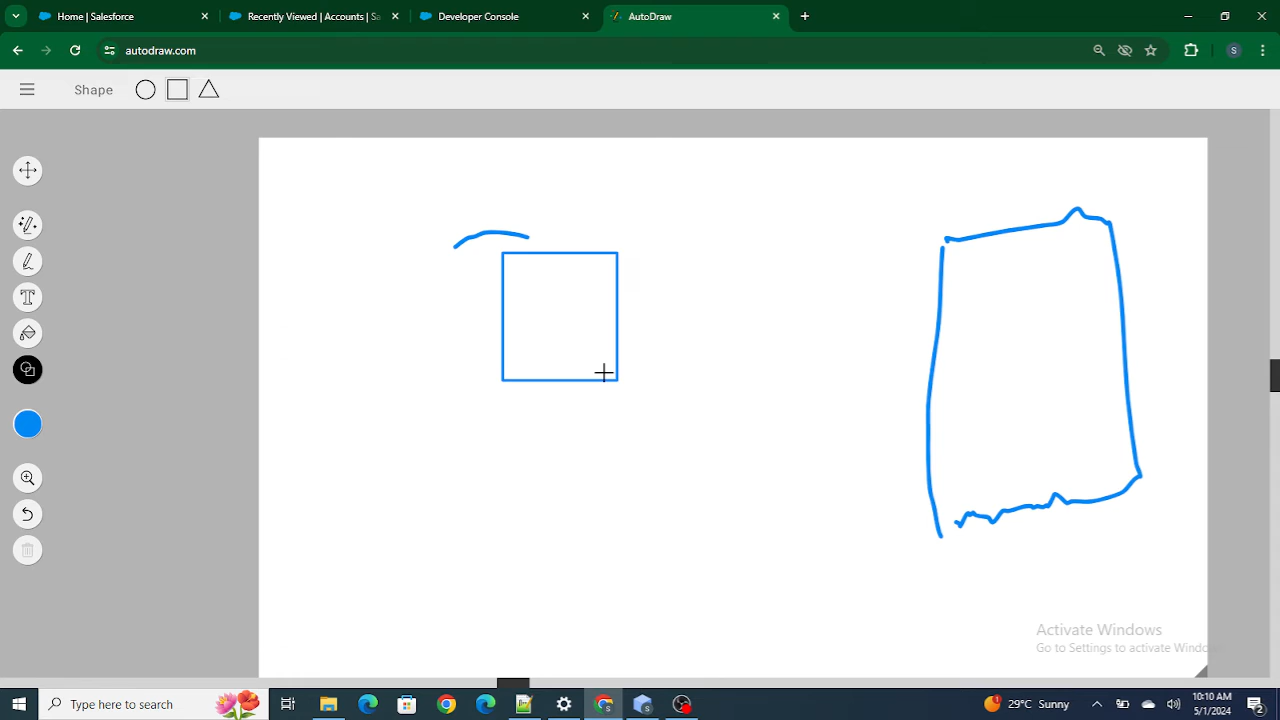 Home | Salesforce
Recently Viewed | Accounts | Sa
Developer Console
AutoDraw
autodraw.com
S
Shape
T
Activate Windows
Go to Settings to activate Windo
Type here to search
29°C Sunny
10:10 AM
5/1/2024
2